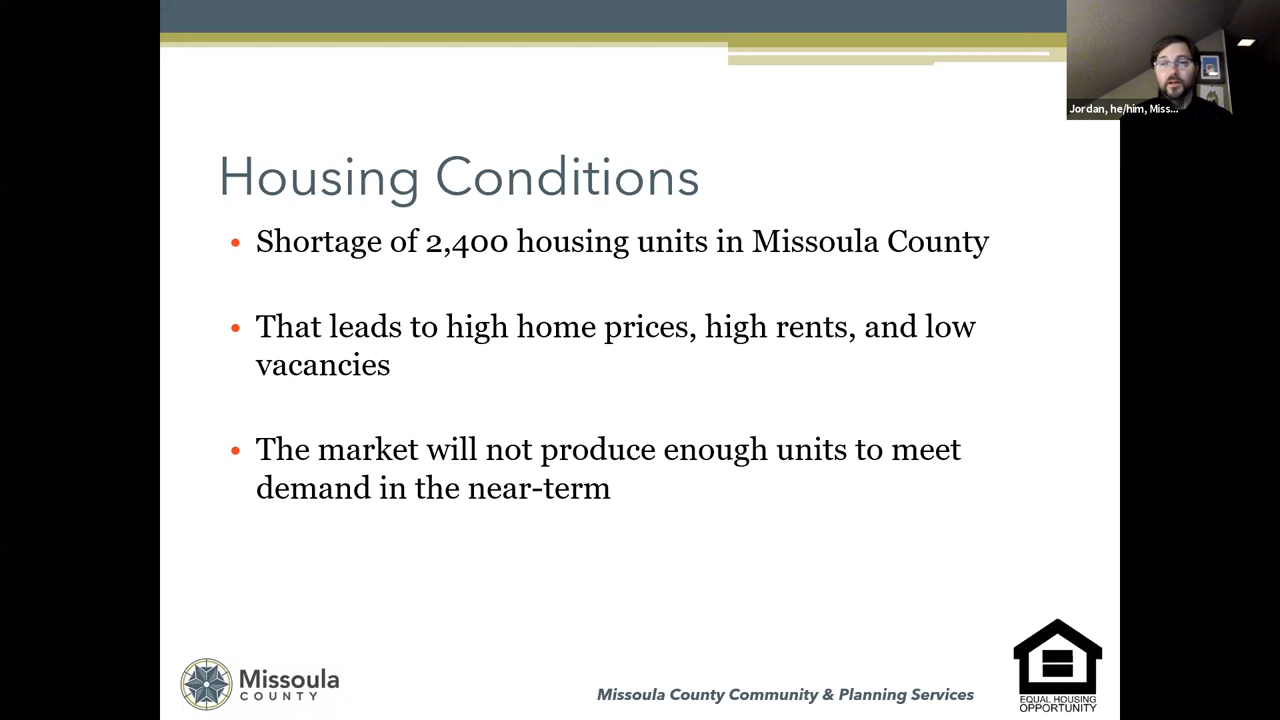 Jordan, he/him, Miss...
Housing Conditions
• Shortage of 2,400 housing units in Missoula County
• That leads to high home prices, high rents, and low
vacancies
• The market will not produce enough units to meet
demand in the near-term
Missoula
COUNTY
Missoula County Community & Planning Services
EQUAL HOUSING
OPPORTUNITY